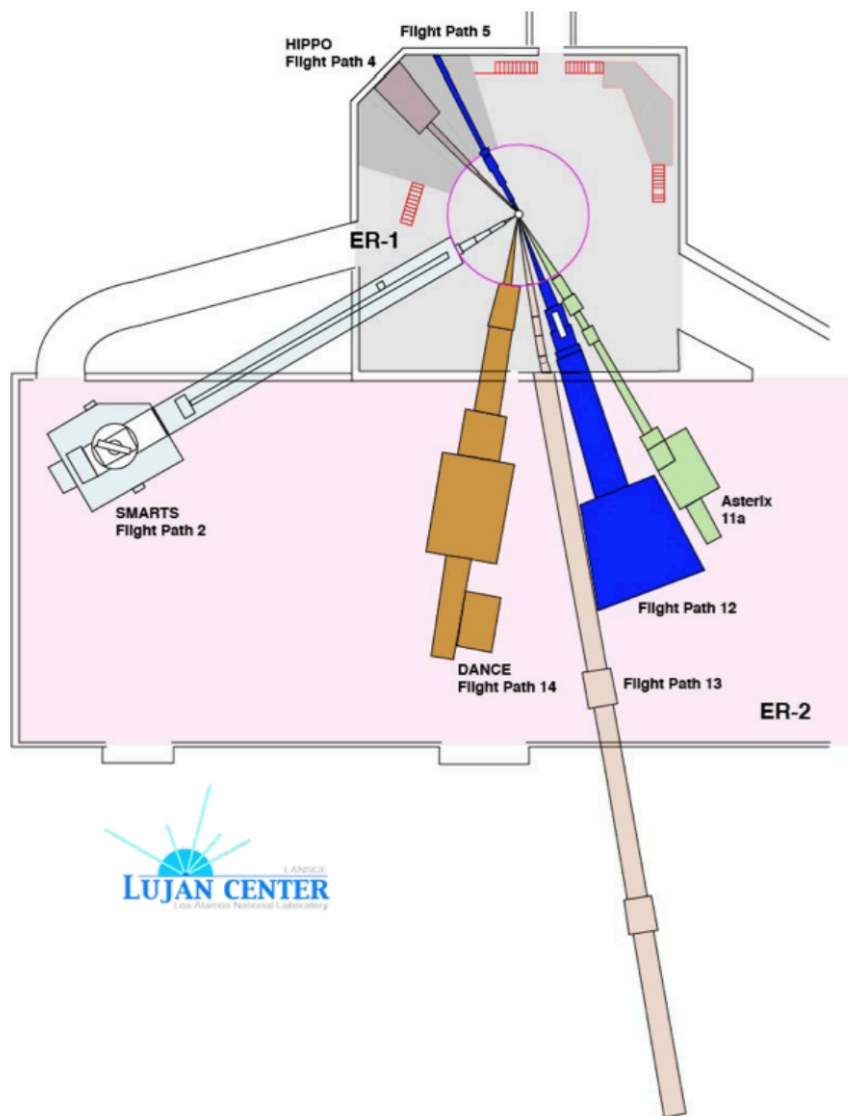 Flight Path 5
HIPPO
Flight Path 4
ER-1
SMARTS
Flight Path 2
Asterix
11a
Flight Path 12
DANCE
Flight Path 14
Flight Path 13
ER-2
LANSCE
LUJAN CENTER
Los Alamos National Laboratory